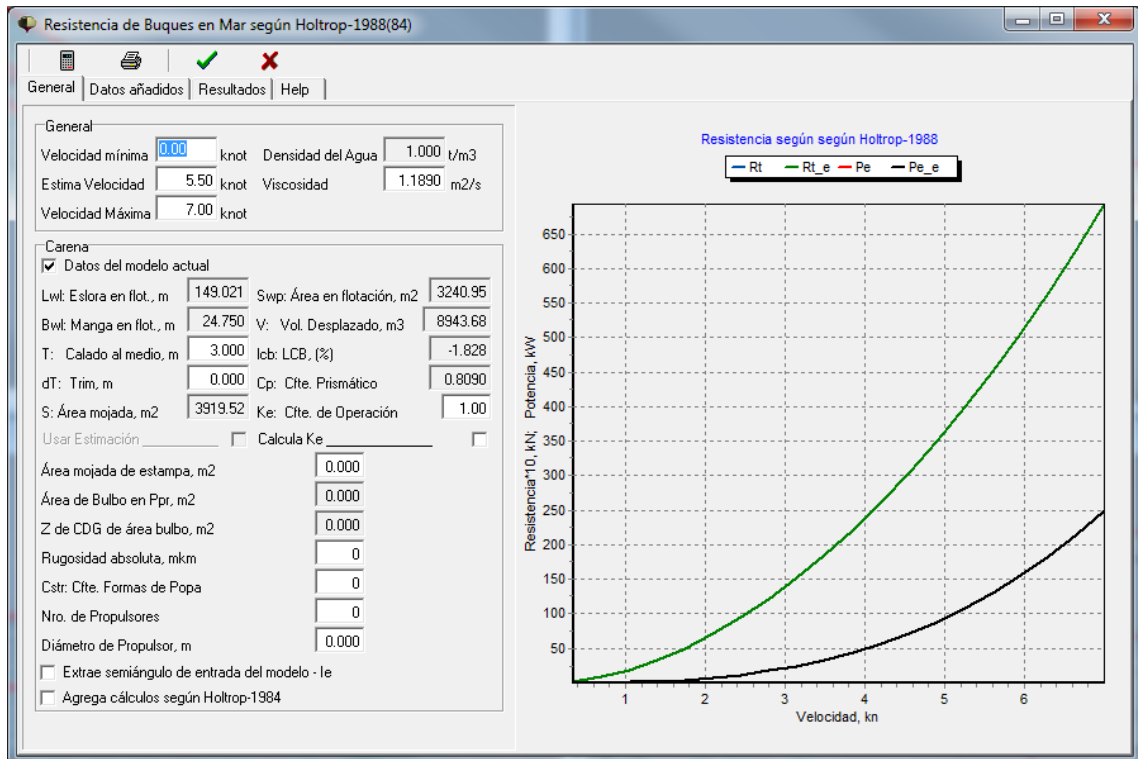 Resistencia de Buques en Mar según Holtrop-1988(84)
General Datos añadidos Resultados Help
General
Velocidad mínima 0.00 knot Densidad del Agua 1.000 t/m3
Estima Velocidad 5.50 knot Viscosidad 1.1890 m2/s
Velocidad Máxima 7.00 knot
Carena
Datos del modelo actual
Lwl: Eslora en flot., m 149.021 Swp: Área en flotación, m2 3240.95
Bwl: Manga en flot., m 24.750 V: Vol. Desplazado, m3 8943.68
T: Calado al medio, m 3.000 lcb: LCB, (%) -1.828
dT: Trim, m 0.000 Cp: Cfte. Prismático 0.8090
S: Área mojada, m2 3919.52 Ke: Cfte. de Operación 1.00
Usar Estimación Calcula Ke
Área mojada de estampa, m2 0.000
Área de Bulbo en Ppr, m2 0.000
Z de CDG de área bulbo, m2 0.000
Rugosidad absoluta, mkm 0
Cstr: Cfte. Formas de Popa 0
Nro. de Propulsores 0
Diámetro de Propulsor, m 0.000
Extrae semiángulo de entrada del modelo - Ie
Agrega cálculos según Holtrop-1984
Resistencia según según Holtrop-1988
Rt Rt_e Pe Pe_e
Resistencia*10, kN; Potencia, kW
650
600
550
500
450
400
350
300
250
200
150
100
50
1 2 3 4 5 6
Velocidad, kn